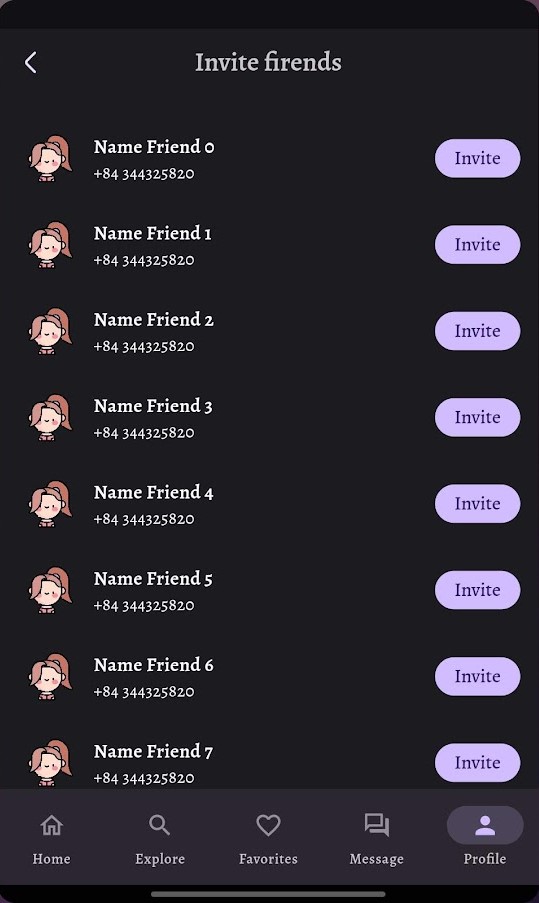 Invite firends
Name Friend 0
+84 344325820
Invite
Name Friend 1
+84 344325820
Invite
Name Friend 2
+84 344325820
Invite
Name Friend 3
+84 344325820
Invite
Name Friend 4
+84 344325820
Invite
Name Friend 5
+84 344325820
Invite
Name Friend 6
+84 344325820
Invite
Name Friend 7
+84 344325820
Invite
Home Explore Favorites Message Profile